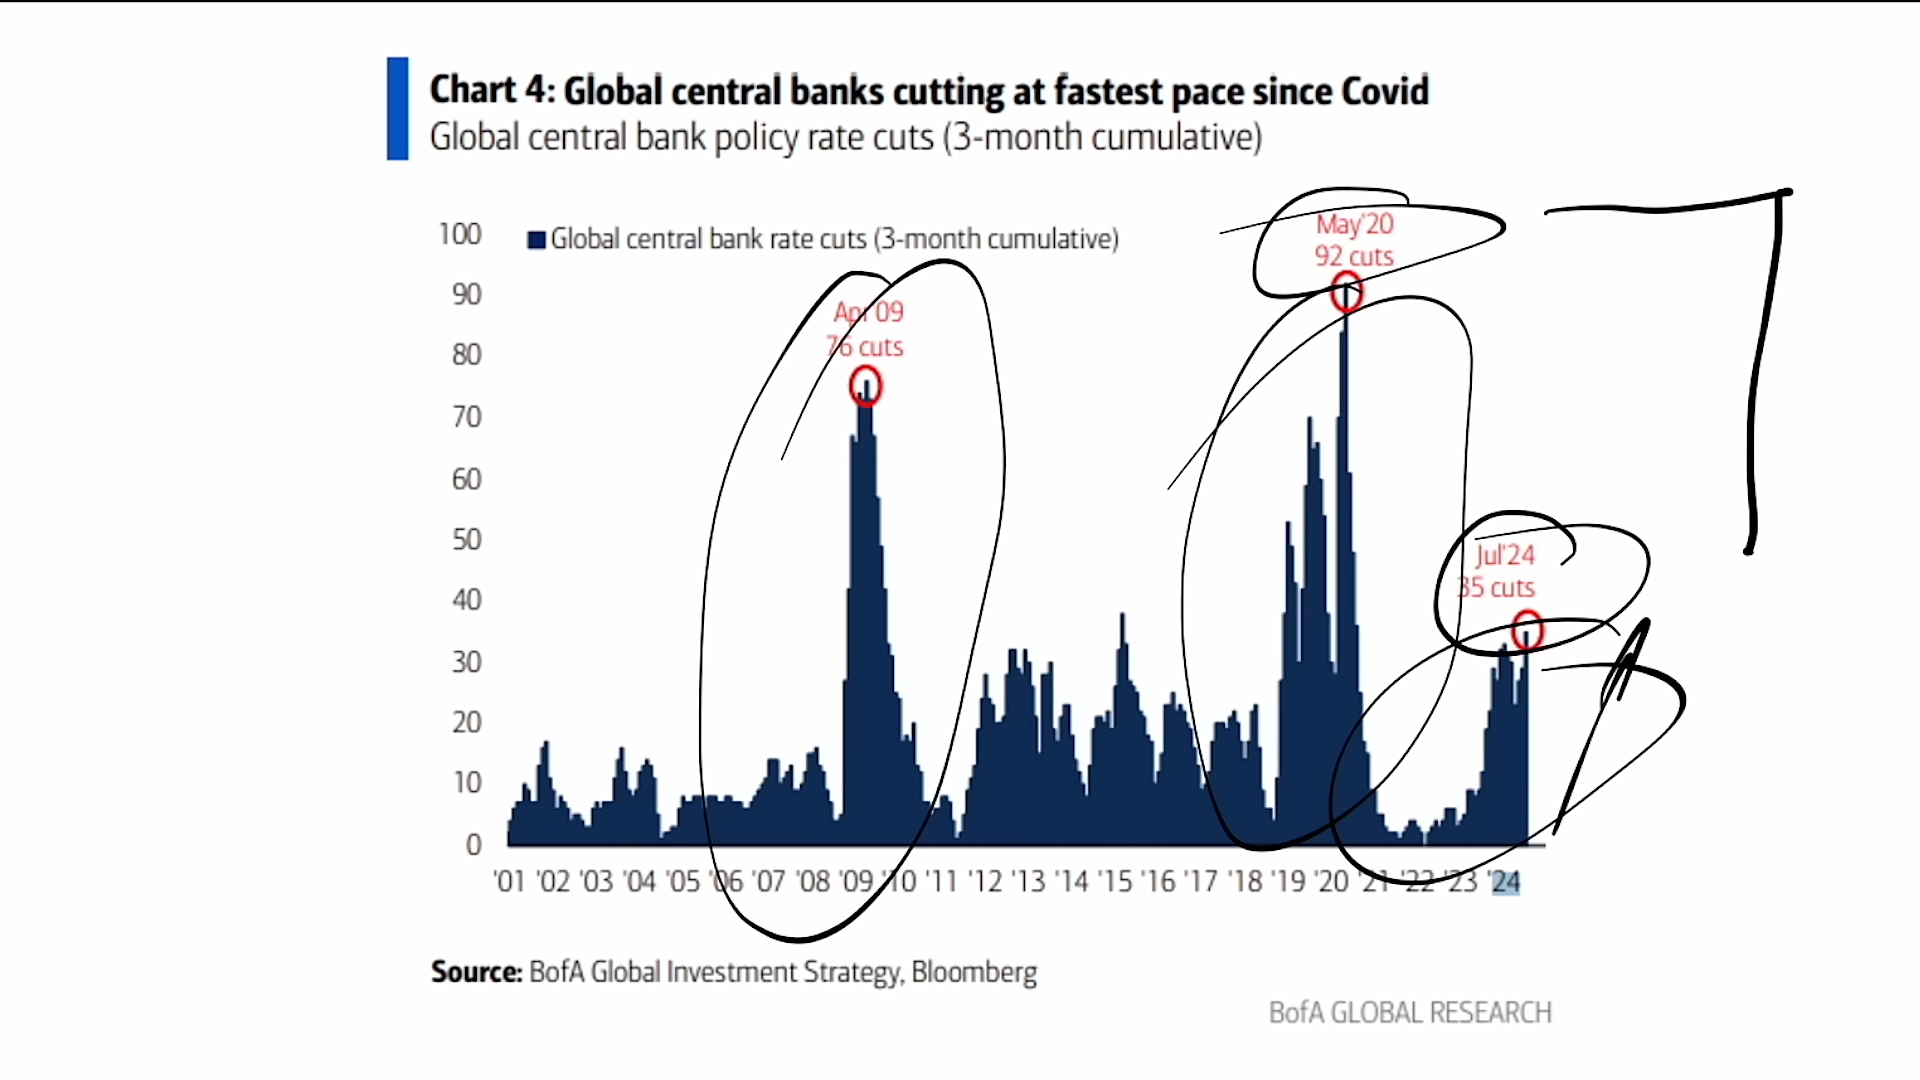 Chart 4: Global central banks cutting at fastest pace since Covid
Global central bank policy rate cuts (3-month cumulative)
100
90
80
70
60
50
40
30
20
10
0
Global central bank rate cuts (3-month cumulative)
Apr'09
76 cuts
May'20
92 cuts
Jul'24
35 cuts
'01 '02 '03 '04 '05 '06 '07 '08 '09 '10 '11 '12 '13 '14 '15 '16 '17 '18 '19 '20 '21 '22 '23 '24
Source: BofA Global Investment Strategy, Bloomberg
BofA GLOBAL RESEARCH